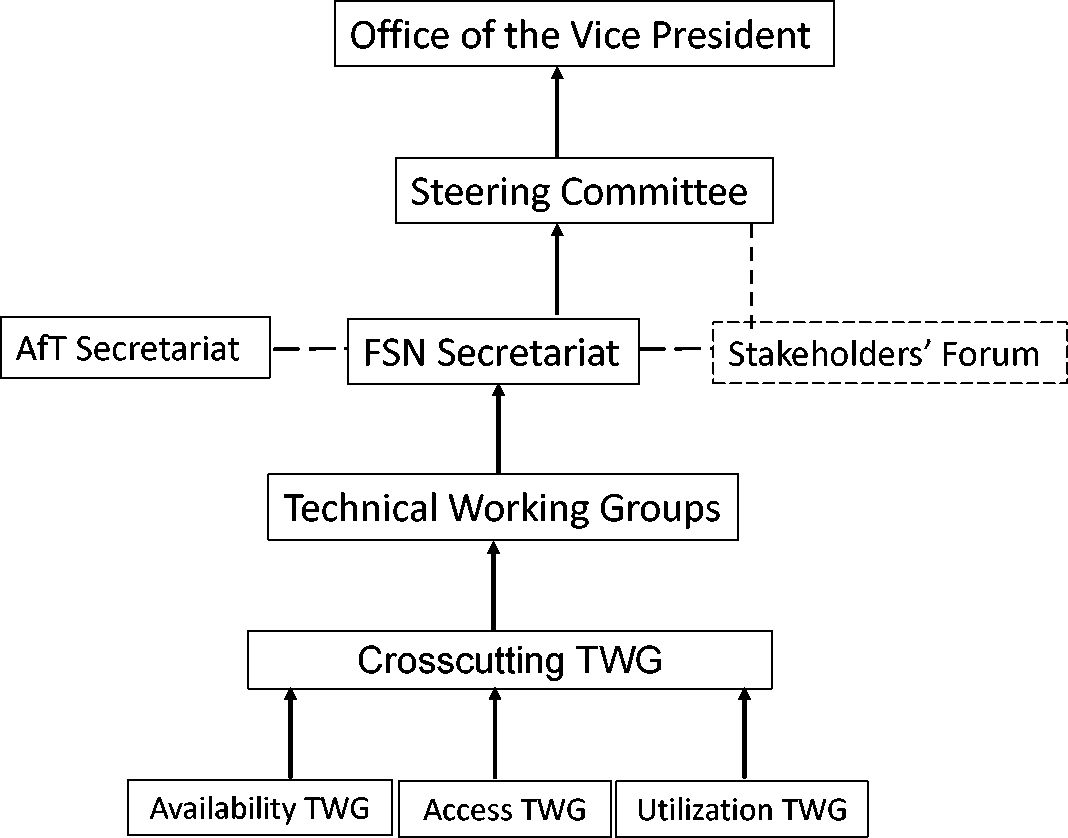 Office of the Vice President
Steering Committee
AfT Secretariat
FSN Secretariat
Stakeholders’ Forum
Technical Working Groups
Crosscutting TWG
Availability TWG
Access TWG
Utilization TWG